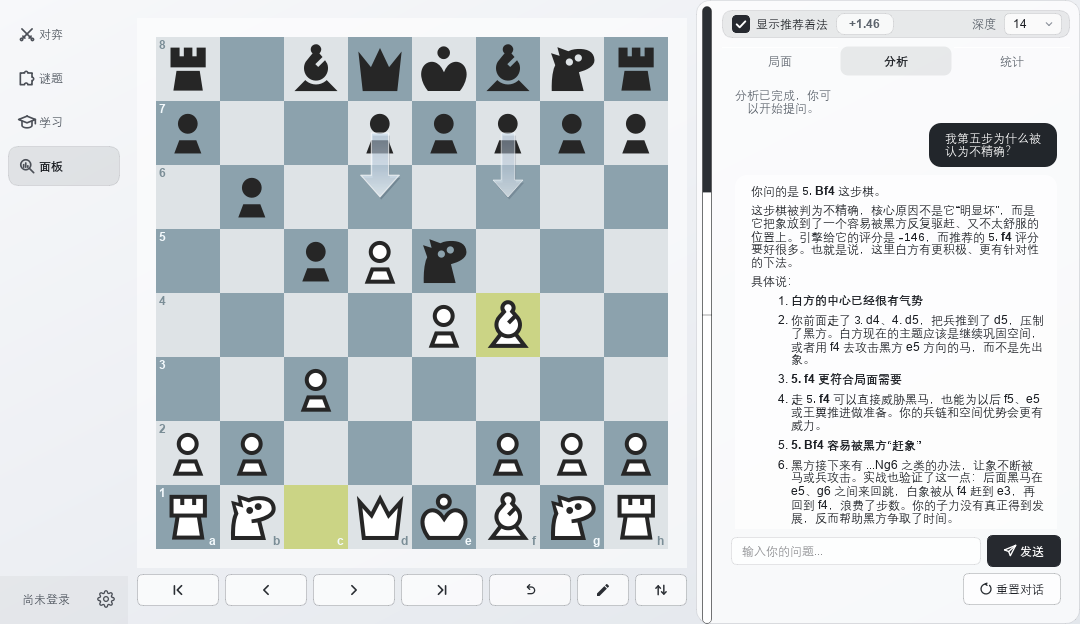 对弈
谜题
学习
面板
尚未登录
8
7
6
5
4
3
2
1
a
b
c
d
e
f
g
h
显示推荐着法
+1.46
深度
14
局面
分析
统计
分析已完成，你可
以开始提问。
我第五步为什么被
认为不精确？
你问的是 5. Bf4 这步棋。
这步棋被判为不精确，核心原因不是它“明显坏”，而是
它把象放到了一个容易被黑方反复驱赶、又不太舒服的
位置上。引擎给它的评分是 -146，而推荐的 5. f4 评分
要好很多。也就是说，这里白方有更积极、更有针对性
的下法。
具体说：
1. 白方的中心已经很有气势
2. 你前面走了 3. d4、4. d5，把兵推到了 d5，压制
了黑方。白方现在的主题应该是继续巩固空间，
或者用 f4 去攻击黑方 e5 方向的马，而不是先出
象。
3. 5. f4 更符合局面需要
4. 走 5. f4 可以直接威胁黑马，也能为以后 f5、e5
或王翼推进做准备。你的兵链和空间优势会更有
威力。
5. 5. Bf4 容易被黑方“赶象”
6. 黑方接下来有 ...Ng6 之类的办法，让象不断被
马或兵攻击。实战也验证了这一点：后面黑马在
e5、g6 之间来回跳，白象被从 f4 赶到 e3，再
回到 f4，浪费了步数。你的子力没有真正得到发
展，反而帮助黑方争取了时间。
输入你的问题...
发送
重置对话